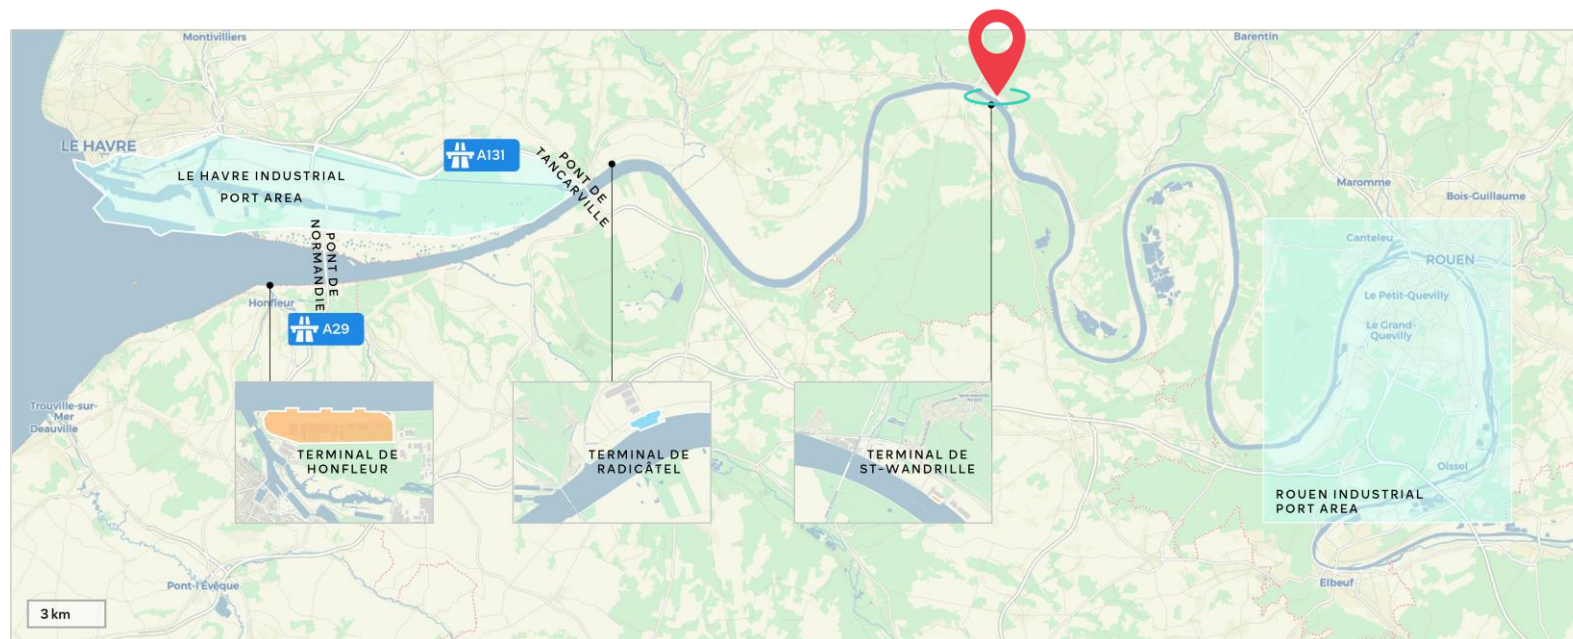 Montivilliers
Barentin
LE HAVRE
A131
PONT DE
TANCARVILLE
LE HAVRE INDUSTRIAL
PORT AREA
Maromme
Bois-Guillaume
PONT DE
NORMANDIE
Canteleu
ROUEN
Honfleur
Le Petit-Quevilly
A29
Le Grand-
Quevilly
Trouville-sur-
Mer
Deauville
TERMINAL DE
HONFLEUR
TERMINAL DE
RADICÂTEL
TERMINAL DE
ST-WANDRILLE
Oissel
ROUEN INDUSTRIAL
PORT AREA
Pont-l'Évêque
Elbeuf
3 km